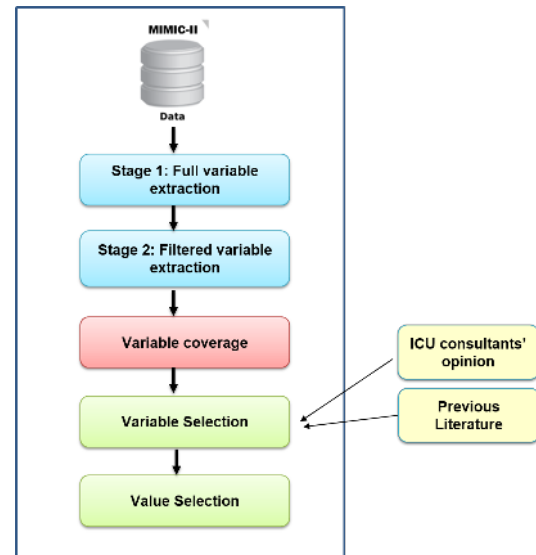 MIMIC-II
Data
Stage 1: Full variable
extraction
Stage 2: Filtered variable
extraction
Variable coverage
ICU consultants'
opinion
Variable Selection
Previous
Literature
Value Selection